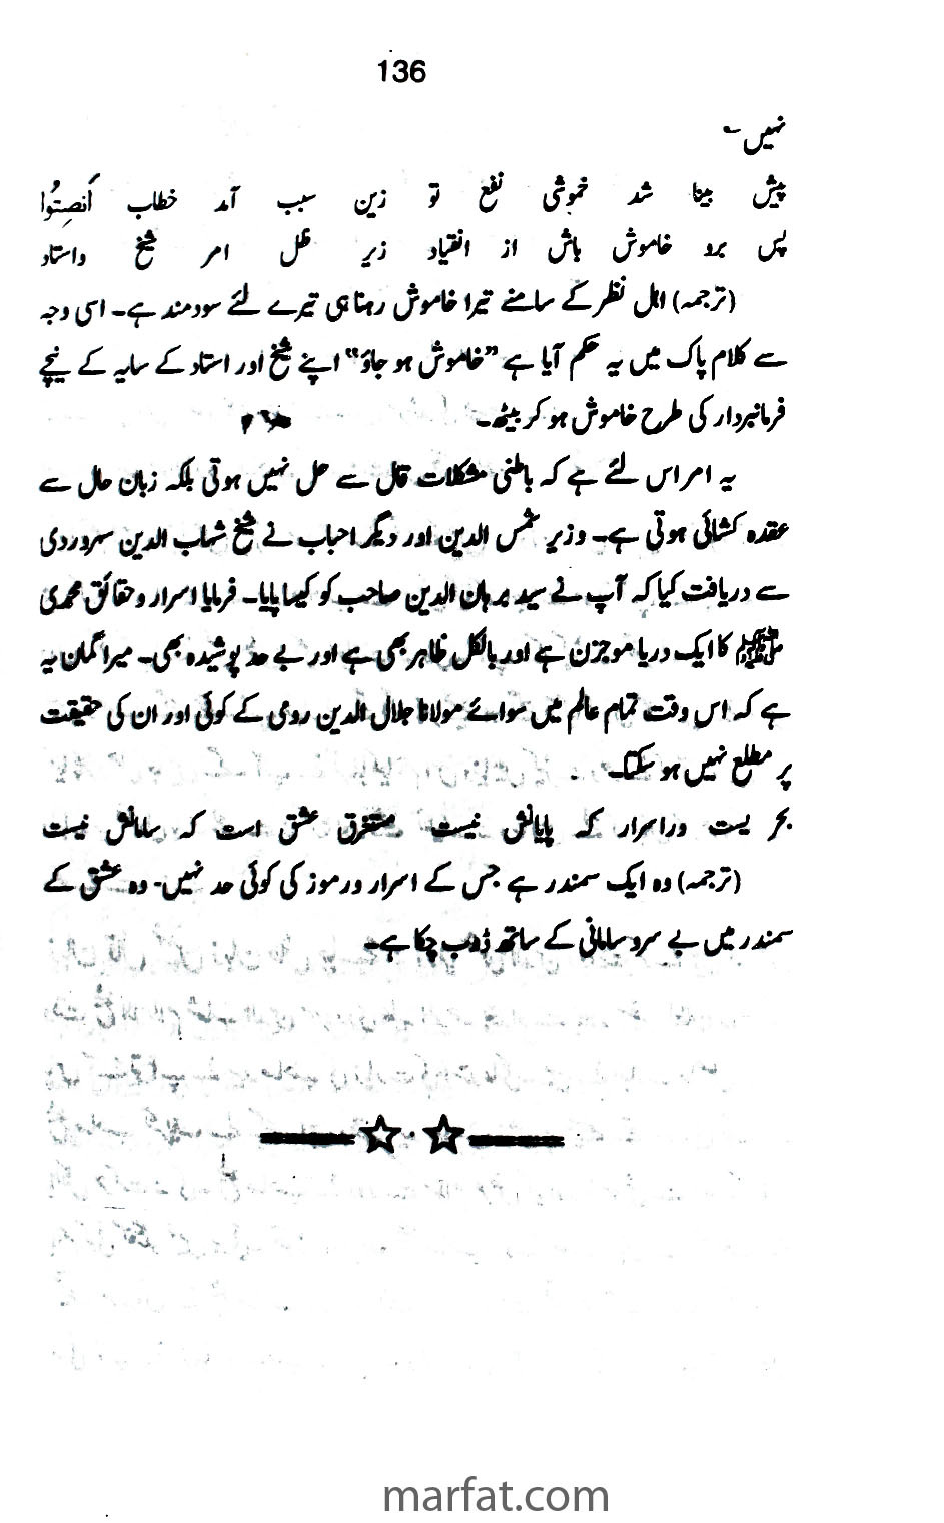 136
نہیں۔
پیش بینا شد خموشی نفع تو زین سبب آمد خطاب اَنصِتُوا
پس برو خاموش باش از انقیاد زیر ظل امر شیخ واستاد
(ترجمہ) اہل نظر کے سامنے تیرا خاموش رہنا ہی تیرے لئے سودمند ہے۔ اسی وجہ
سے کلام پاک میں یہ حکم آیا ہے ”خاموش ہو جاؤ“ اپنے شیخ اور استاد کے سایہ کے نیچے
فرمانبردار کی طرح خاموش ہو کر بیٹھ۔
یہ امر اس لئے ہے کہ باطنی مشکلات قال سے حل نہیں ہوتی بلکہ زبان حال سے
عقدہ کشائی ہوتی ہے۔ وزیر شمس الدین اور دیگر احباب نے شیخ شہاب الدین سہروردی
سے دریافت کیا کہ آپ نے سید برہان الدین صاحب کو کیسا پایا۔ فرمایا اسرار و حقائق محمدی
ﷺ کا ایک دریا موجزن ہے اور بالکل ظاہر بھی ہے اور بے حد پوشیدہ بھی۔ میرا گمان یہ
ہے کہ اس وقت تمام عالم میں سوائے مولانا جلال الدین رومی کے کوئی اور ان کی حقیقت
پر مطلع نہیں ہو سکتا۔
بحر یست دراسرار کہ پایانش نیست مستغرق عشق است کہ سامانش نیست
(ترجمہ) وہ ایک سمندر ہے جس کے اسرار و رموز کی کوئی حد نہیں۔ وہ عشق کے
سمندر میں بے سروسامانی کے ساتھ ڈوب چکا ہے۔
marfat.com